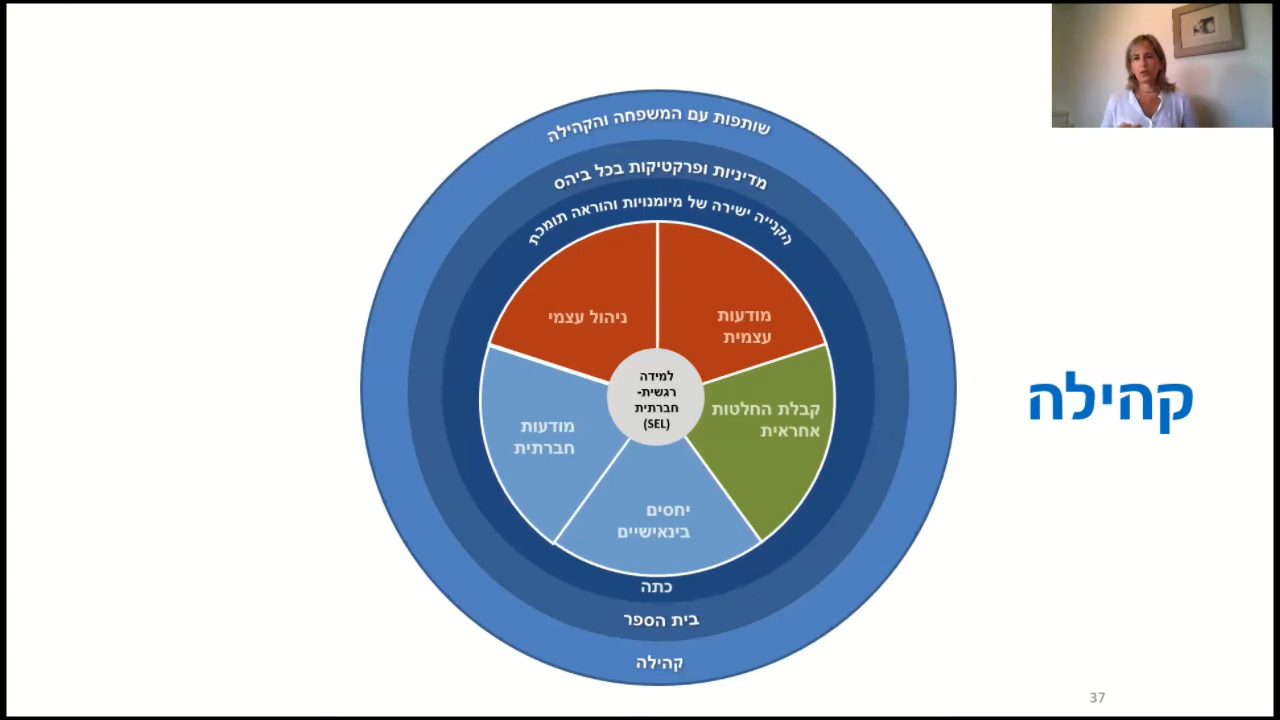 שותפות עם המשפחה והקהילה
מדיניות ופרקטיקות בכל ביהס
הקנייה ישירה של מיומנויות והוראה תומכת
מודעות
עצמית
ניהול עצמי
למידה
רגשית-
חברתית
(SEL)
קבלת החלטות
אחראית
מודעות
חברתית
יחסים
בינאישיים
כתה
בית הספר
קהילה
קהילה
37